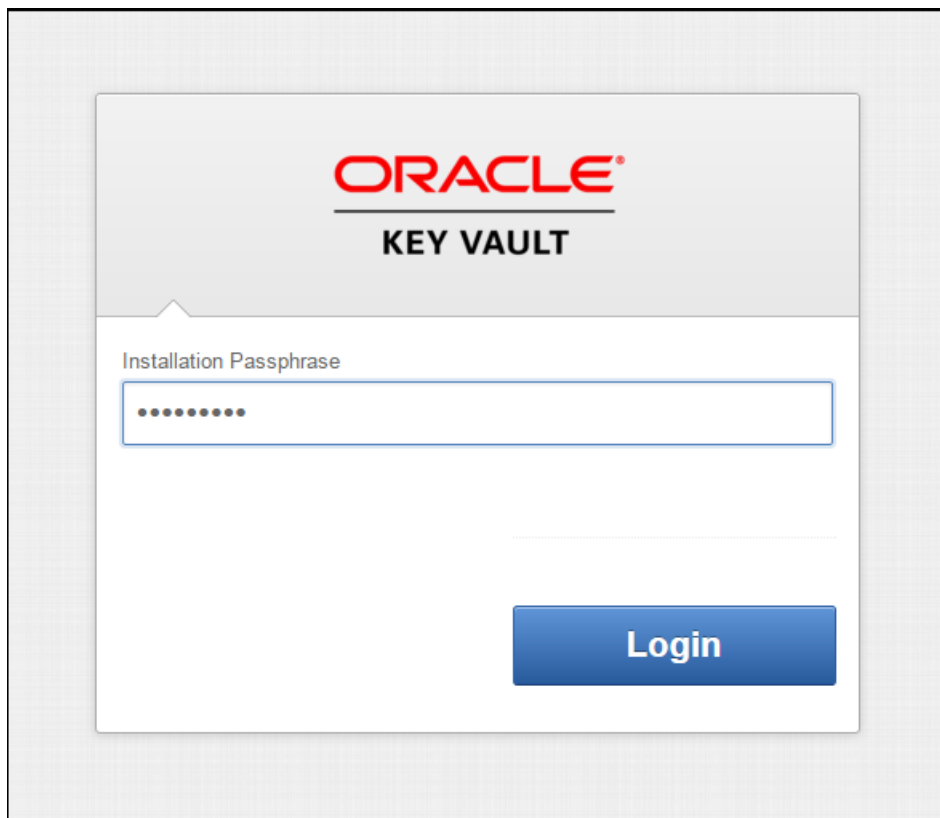 ORACLE®
KEY VAULT
Installation Passphrase
•••••••••
Login